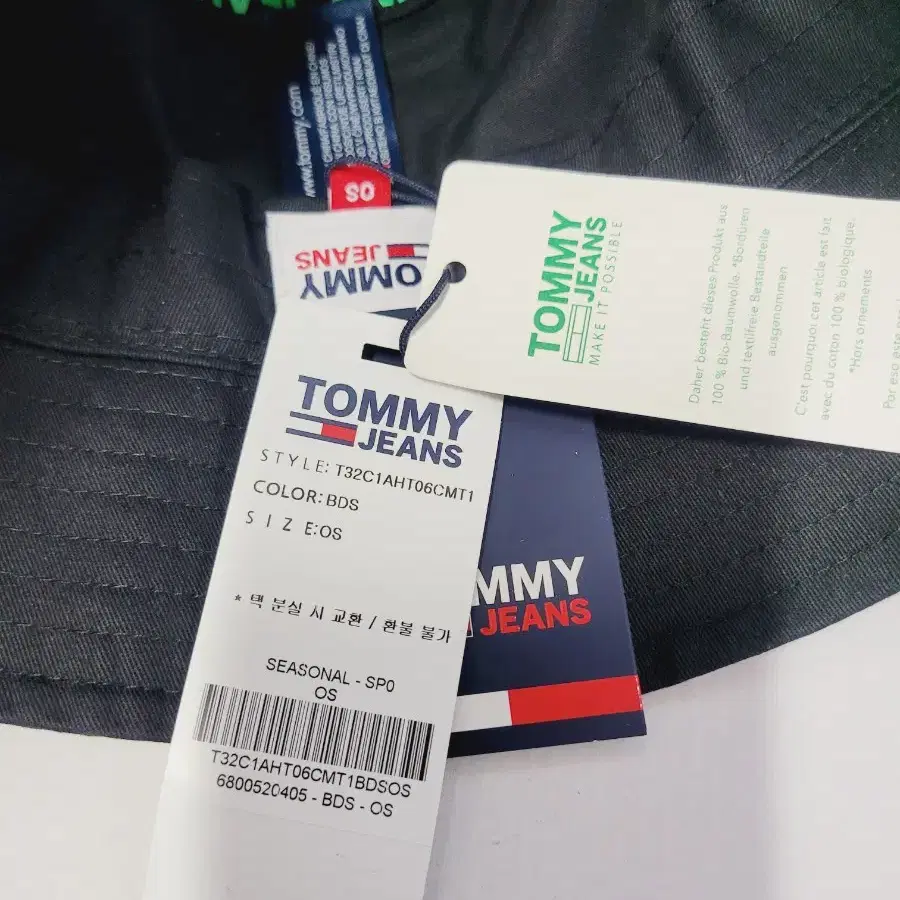 www.tommy.com
OS
TOMMY
JEANS
TOMMY
JEANS
MAKE IT POSSIBLE
Daher besteht dieses Produkt aus
100 % Bio-Baumwolle. *Bordüren
und textilfreie Bestandteile
ausgenommen
C'est pourquoi cet article est fait
avec du coton 100 % biologique.
*Hors ornements
Por eso este
TOMMY
JEANS
STYLE: T32C1AHT06CMT1
COLOR: BDS
SIZE:OS
* 택 분실 시 교환 / 환불 불가
SEASONAL - SP0
OS
T32C1AHT06CMT1BDSOS
6800520405 - BDS - OS
MMY
JEANS